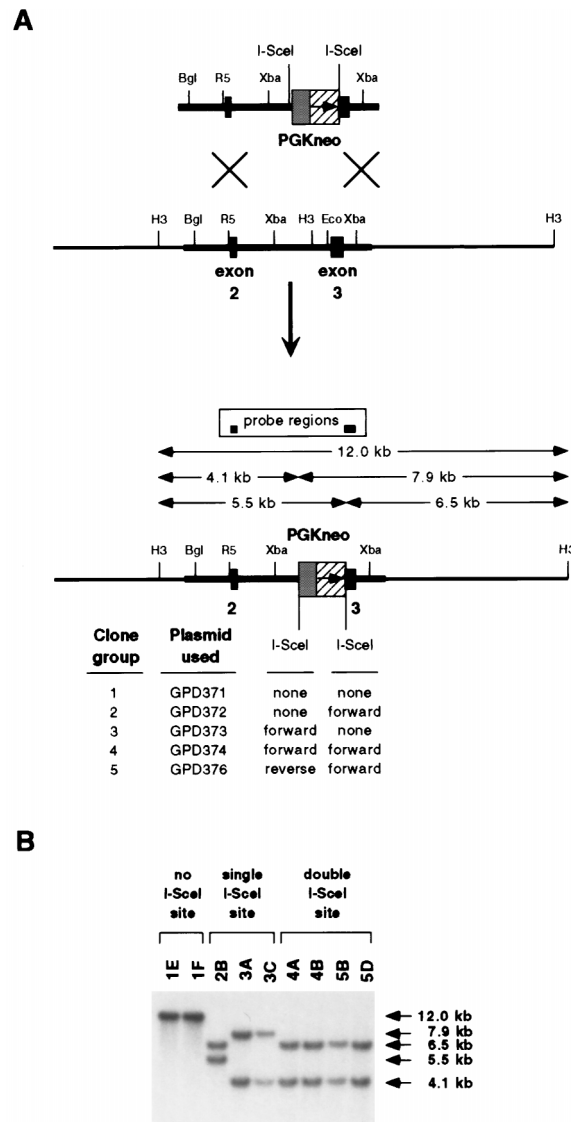 A
I-SceI I-SceI
Bgl R5 Xba Xba
PGKneo
H3 Bgl R5 Xba H3 Eco Xba H3
exon exon
2 3
probe regions
12.0 kb
4.1 kb 7.9 kb
5.5 kb 6.5 kb
PGKneo
H3 Bgl R5 Xba Xba H
2 3
Clone Plasmid I-SceI I-SceI
group used
1 GPD371 none none
2 GPD372 none forward
3 GPD373 forward none
4 GPD374 forward forward
5 GPD376 reverse forward
B
no single double
I-SceI I-SceI I-SceI
site site site
1E 1F 2B 3A 3C 4A 4B 5B 5D
12.0 kb
7.9 kb
6.5 kb
5.5 kb
4.1 kb